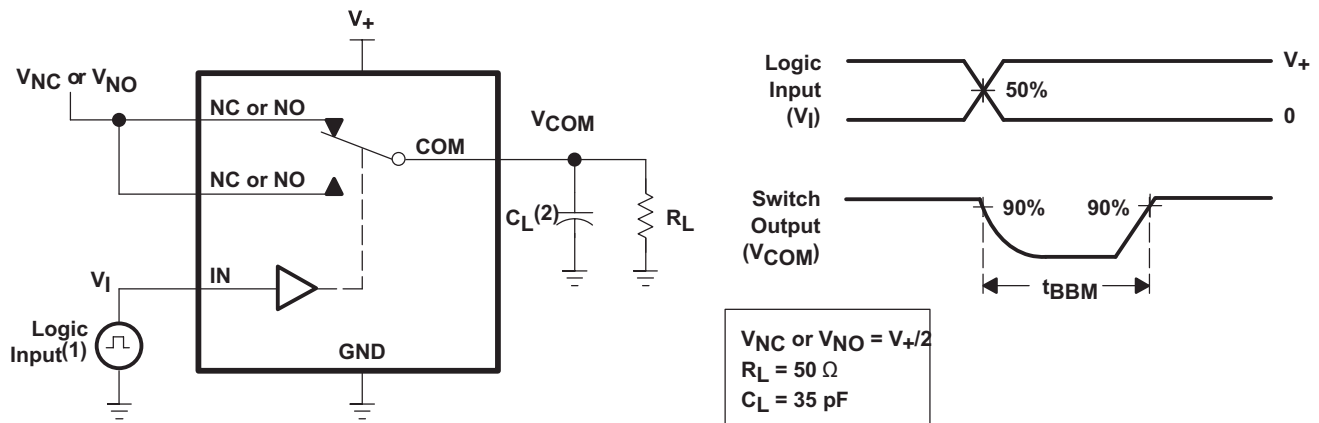 V+
VNC or VNO
NC or NO
VCOM
COM
NC or NO
CL(2)
RL
VI
IN
Logic
Input(1)
GND
Logic
Input
(VI)
V+
50%
0
Switch
Output
(VCOM)
90%
90%
tBBM
VNC or VNO = V+/2
RL = 50 Ω
CL = 35 pF